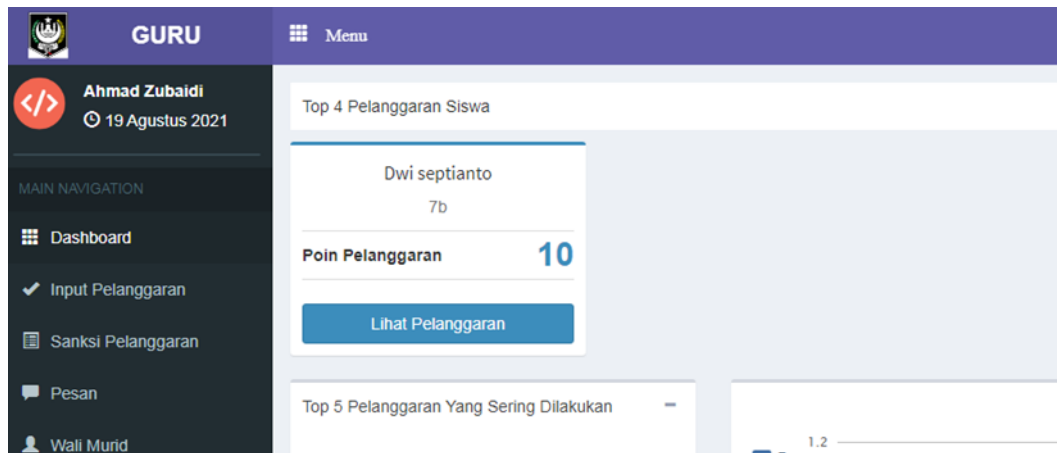 GURU
Menu
Ahmad Zubaidi
19 Agustus 2021
MAIN NAVIGATION
Dashboard
Input Pelanggaran
Sanksi Pelanggaran
Pesan
Wali Murid
Top 4 Pelanggaran Siswa
Dwi septianto
7b
Poin Pelanggaran 10
Lihat Pelanggaran
Top 5 Pelanggaran Yang Sering Dilakukan
1.2